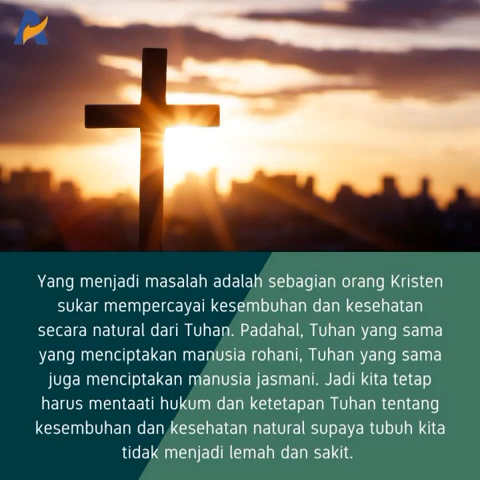 Yang menjadi masalah adalah sebagian orang Kristen
sukar mempercayai kesembuhan dan kesehatan
secara natural dari Tuhan. Padahal, Tuhan yang sama
yang menciptakan manusia rohani, Tuhan yang sama
juga menciptakan manusia jasmani. Jadi kita tetap
harus mentaati hukum dan ketetapan Tuhan tentang
kesembuhan dan kesehatan natural supaya tubuh kita
tidak menjadi lemah dan sakit.